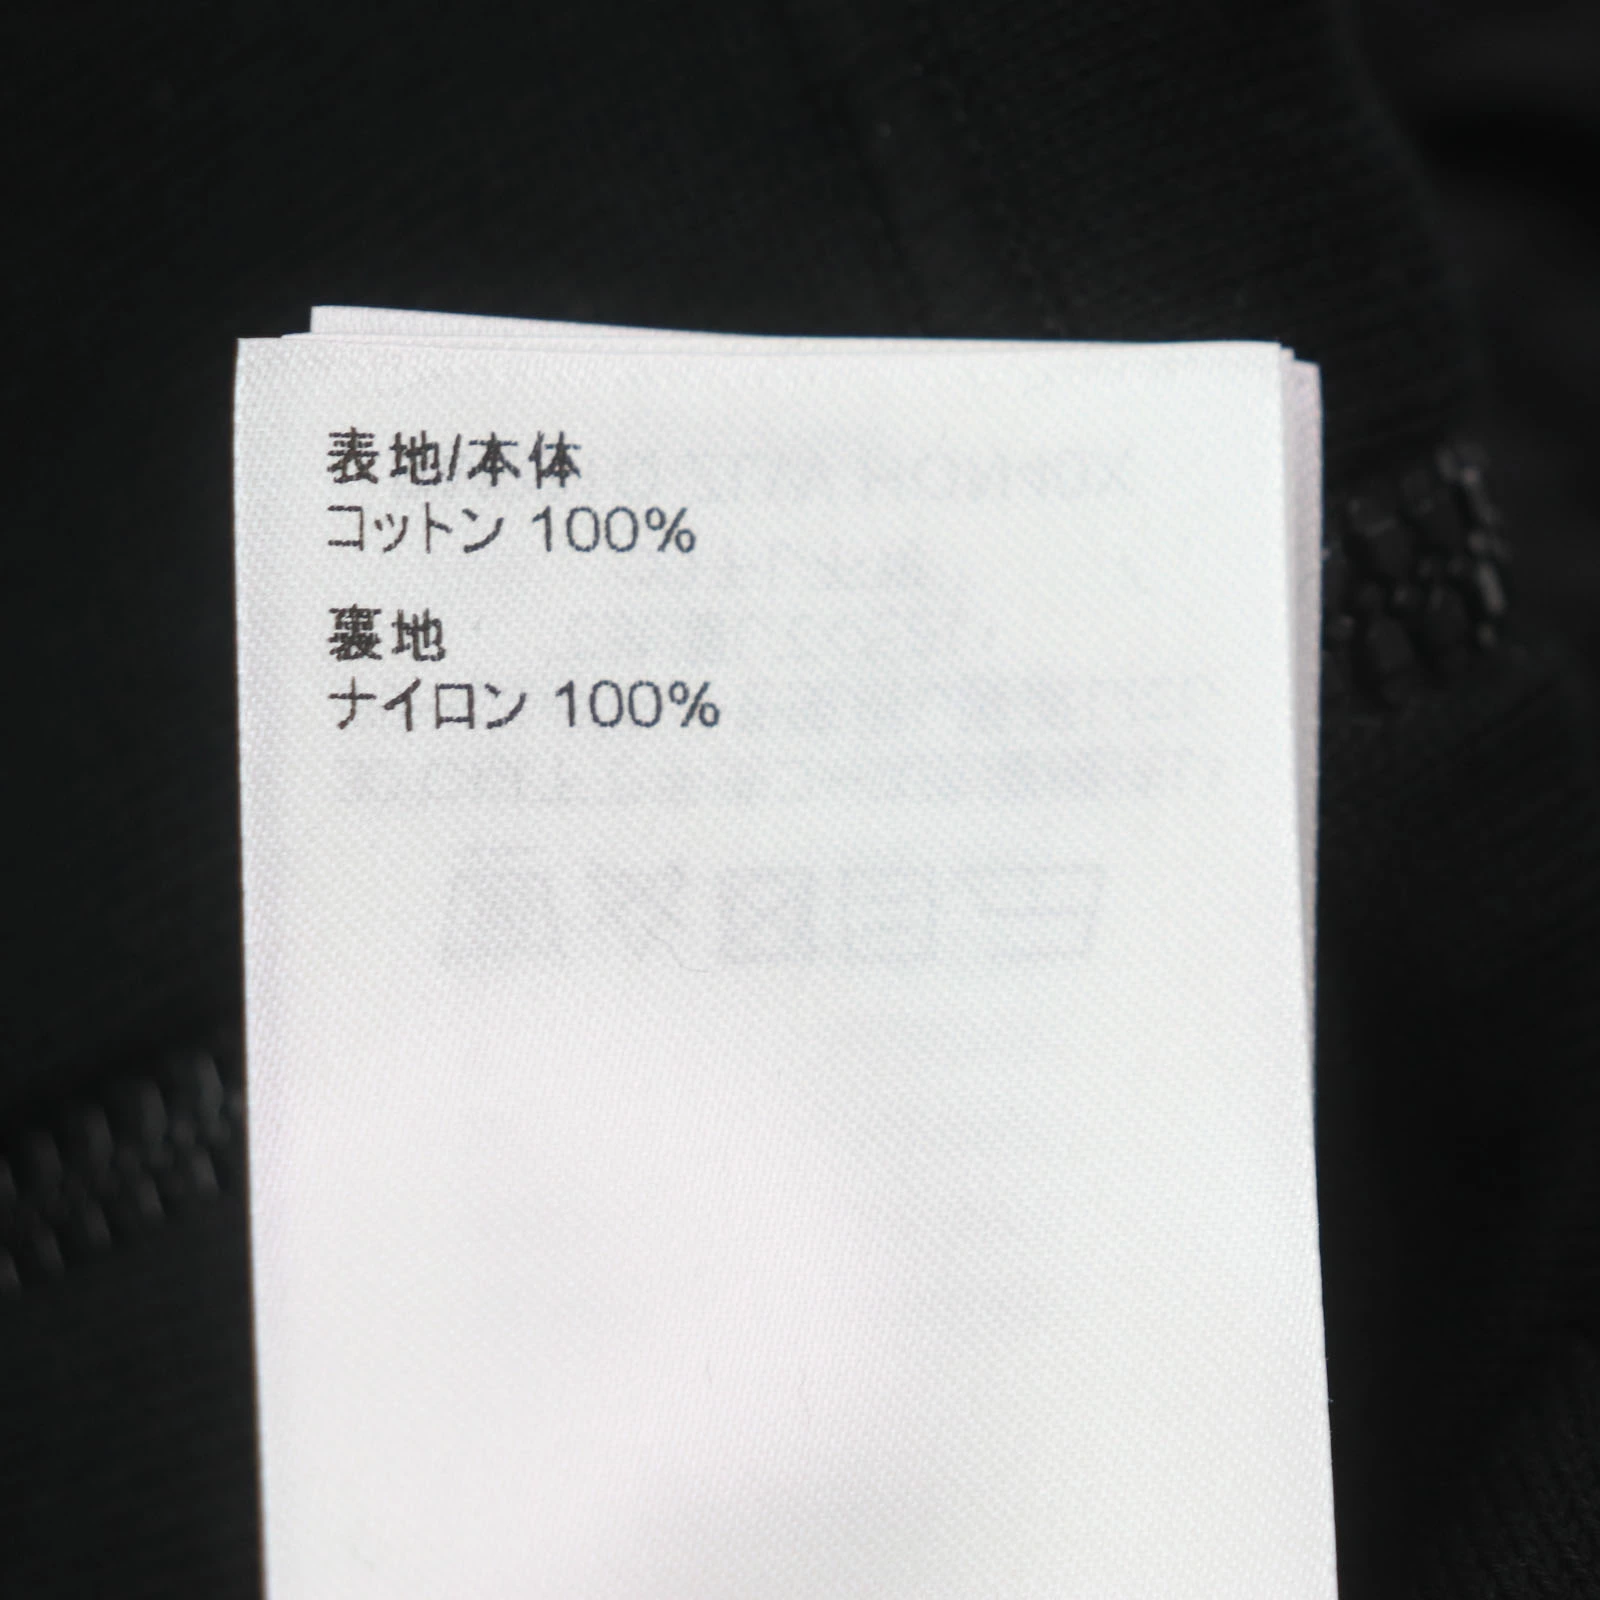 表地/本体
コットン 100%
裏地
ナイロン 100%